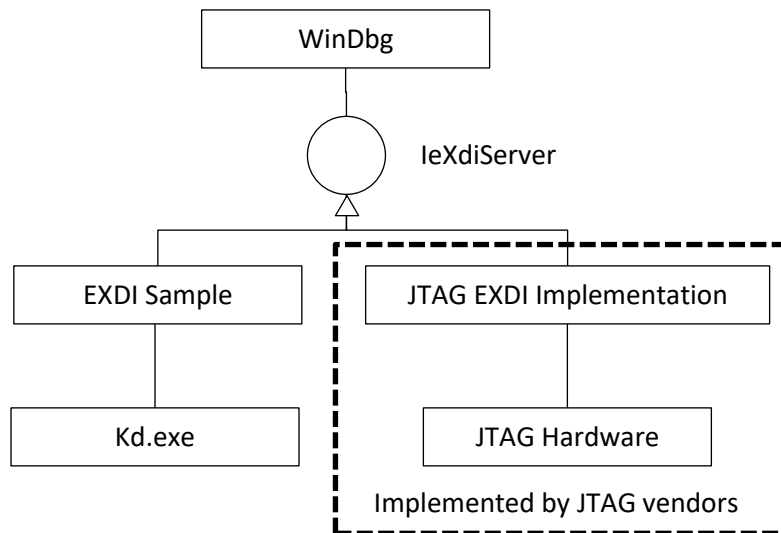 WinDbg
IeXdiServer
EXDI Sample
JTAG EXDI Implementation
Kd.exe
JTAG Hardware
Implemented by JTAG vendors